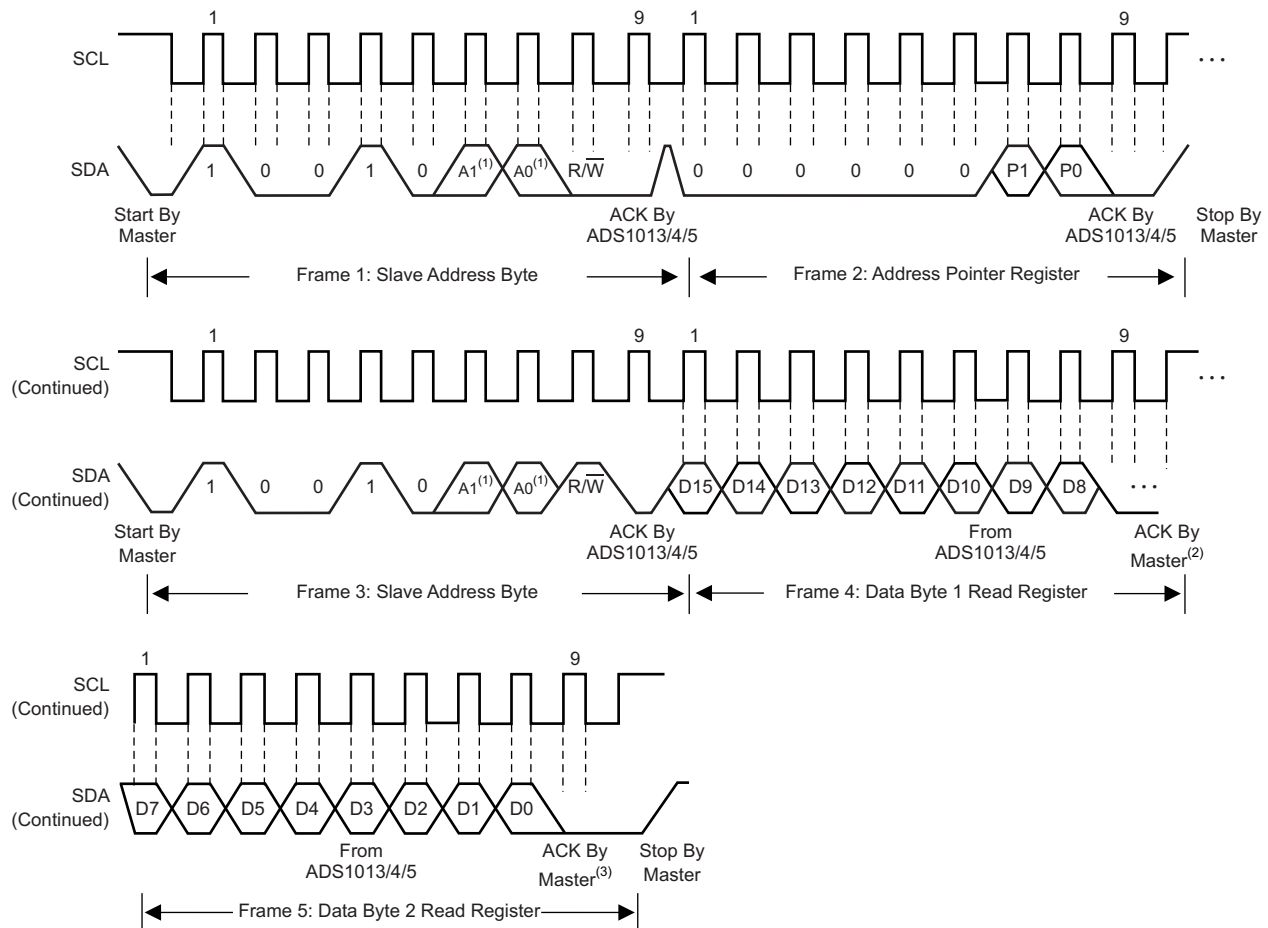 1 9 1 9
SCL ...
SDA 1 0 0 1 0 A1(1) A0(1) R/W̅ 0 0 0 0 0 0 P1 P0
Start By
Master
ACK By
ADS1013/4/5
ACK By
ADS1013/4/5
Stop By
Master
Frame 1: Slave Address Byte
Frame 2: Address Pointer Register
1 9 1 9
SCL
(Continued)
...
SDA
(Continued)
1 0 0 1 0 A1(1) A0(1) R/W̅ D15 D14 D13 D12 D11 D10 D9 D8 ...
Start By
Master
ACK By
ADS1013/4/5
From
ADS1013/4/5
ACK By
Master(2)
Frame 3: Slave Address Byte
Frame 4: Data Byte 1 Read Register
1 9
SCL
(Continued)
SDA
(Continued)
D7 D6 D5 D4 D3 D2 D1 D0
From
ADS1013/4/5
ACK By
Master(3)
Stop By
Master
Frame 5: Data Byte 2 Read Register